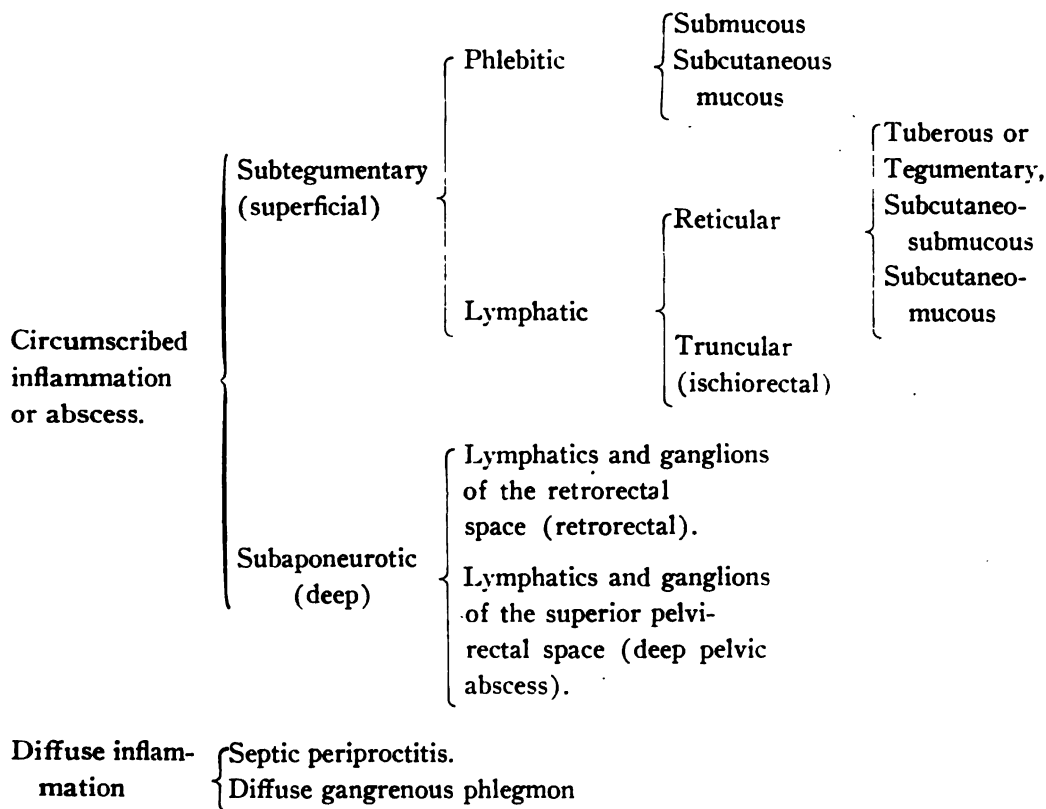 Circumscribed
inflammation
or abscess.
Subtegumentary
(superficial)
Phlebitic
Submucous
Subcutaneous
mucous
Lymphatic
Reticular
Tuberous or
Tegumentary,
Subcutaneo-
submucous
Subcutaneo-
mucous
Truncular
(ischiorectal)
Subaponeurotic
(deep)
Lymphatics and ganglions
of the retrorectal
space (retrorectal).
Lymphatics and ganglions
of the superior pelvi-
rectal space (deep pelvic
abscess).
Diffuse inflam-
mation
Septic periproctitis.
Diffuse gangrenous phlegmon